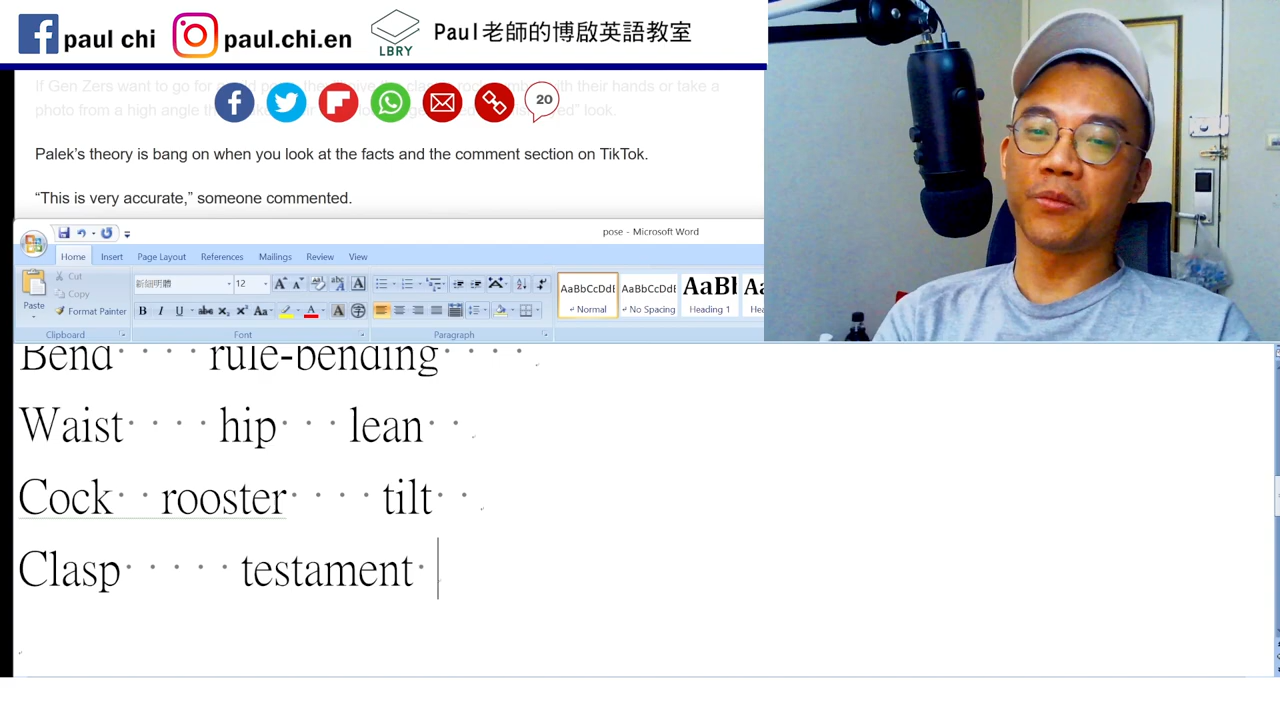 paul chi
paul.chi.en
LBRY
Paul老師的博啟英語教室
20
Palek's theory is bang on when you look at the facts and the comment section on TikTok.
“This is very accurate,” someone commented.
pose - Microsoft Word
Home Insert Page Layout References Mailings Review View
Cut
Copy
Format Painter
Paste
Clipboard
新細明體 12
Font
Paragraph
AaBbCcDdE AaBbCcDdE AaBb
Normal No Spacing Heading 1
Bend rule-bending
Waist hip lean
Cock rooster tilt
Clasp testament